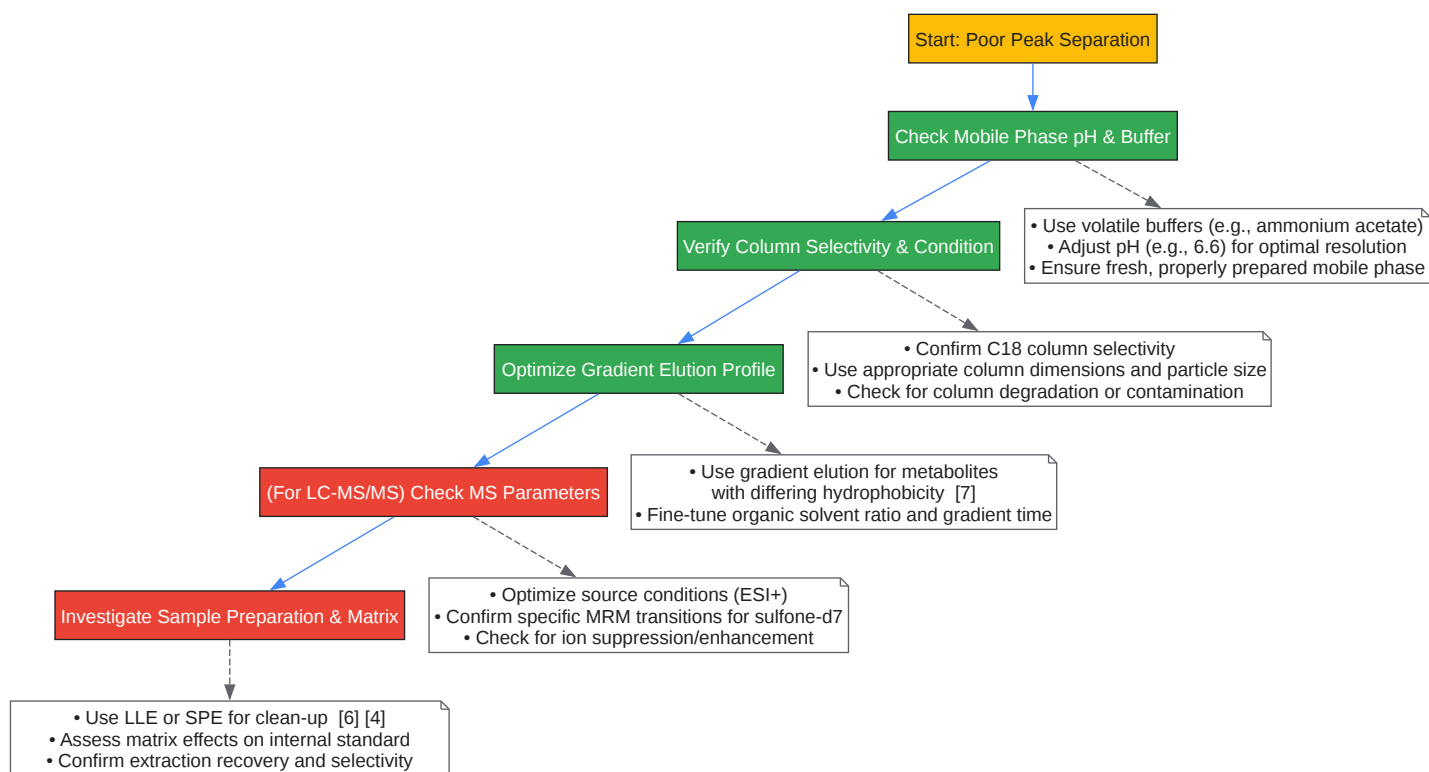 Start: Poor Peak Separation
Check Mobile Phase pH & Buffer
• Use volatile buffers (e.g., ammonium acetate)
• Adjust pH (e.g., 6.6) for optimal resolution
• Ensure fresh, properly prepared mobile phase
Verify Column Selectivity & Condition
• Confirm C18 column selectivity
• Use appropriate column dimensions and particle size
• Check for column degradation or contamination
Optimize Gradient Elution Profile
• Use gradient elution for metabolites
with differing hydrophobicity [7]
• Fine-tune organic solvent ratio and gradient time
(For LC-MS/MS) Check MS Parameters
• Optimize source conditions (ESI+)
• Confirm specific MRM transitions for sulfone-d7
• Check for ion suppression/enhancement
Investigate Sample Preparation & Matrix
• Use LLE or SPE for clean-up [6] [4]
• Assess matrix effects on internal standard
• Confirm extraction recovery and selectivity